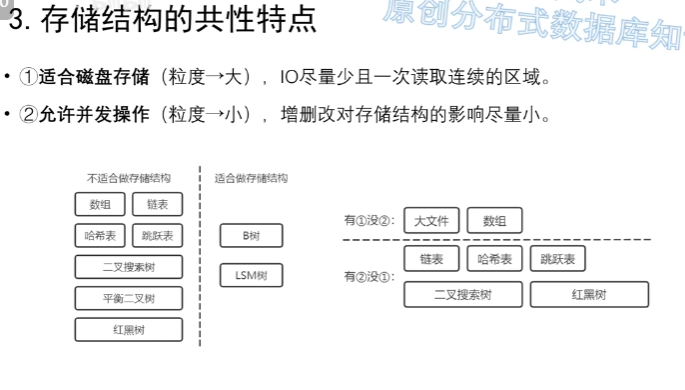 原创分布式数据库知
3. 存储结构的共性特点
• ①适合磁盘存储（粒度→大），IO尽量少且一次读取连续的区域。
• ②允许并发操作（粒度→小），增删改对存储结构的影响尽量小。
不适合做存储结构
数组 链表
哈希表 跳跃表
二叉搜索树
平衡二叉树
红黑树
适合做存储结构
B树
LSM树
有①没②： 大文件 数组
有②没①： 链表 哈希表 跳跃表
二叉搜索树 红黑树